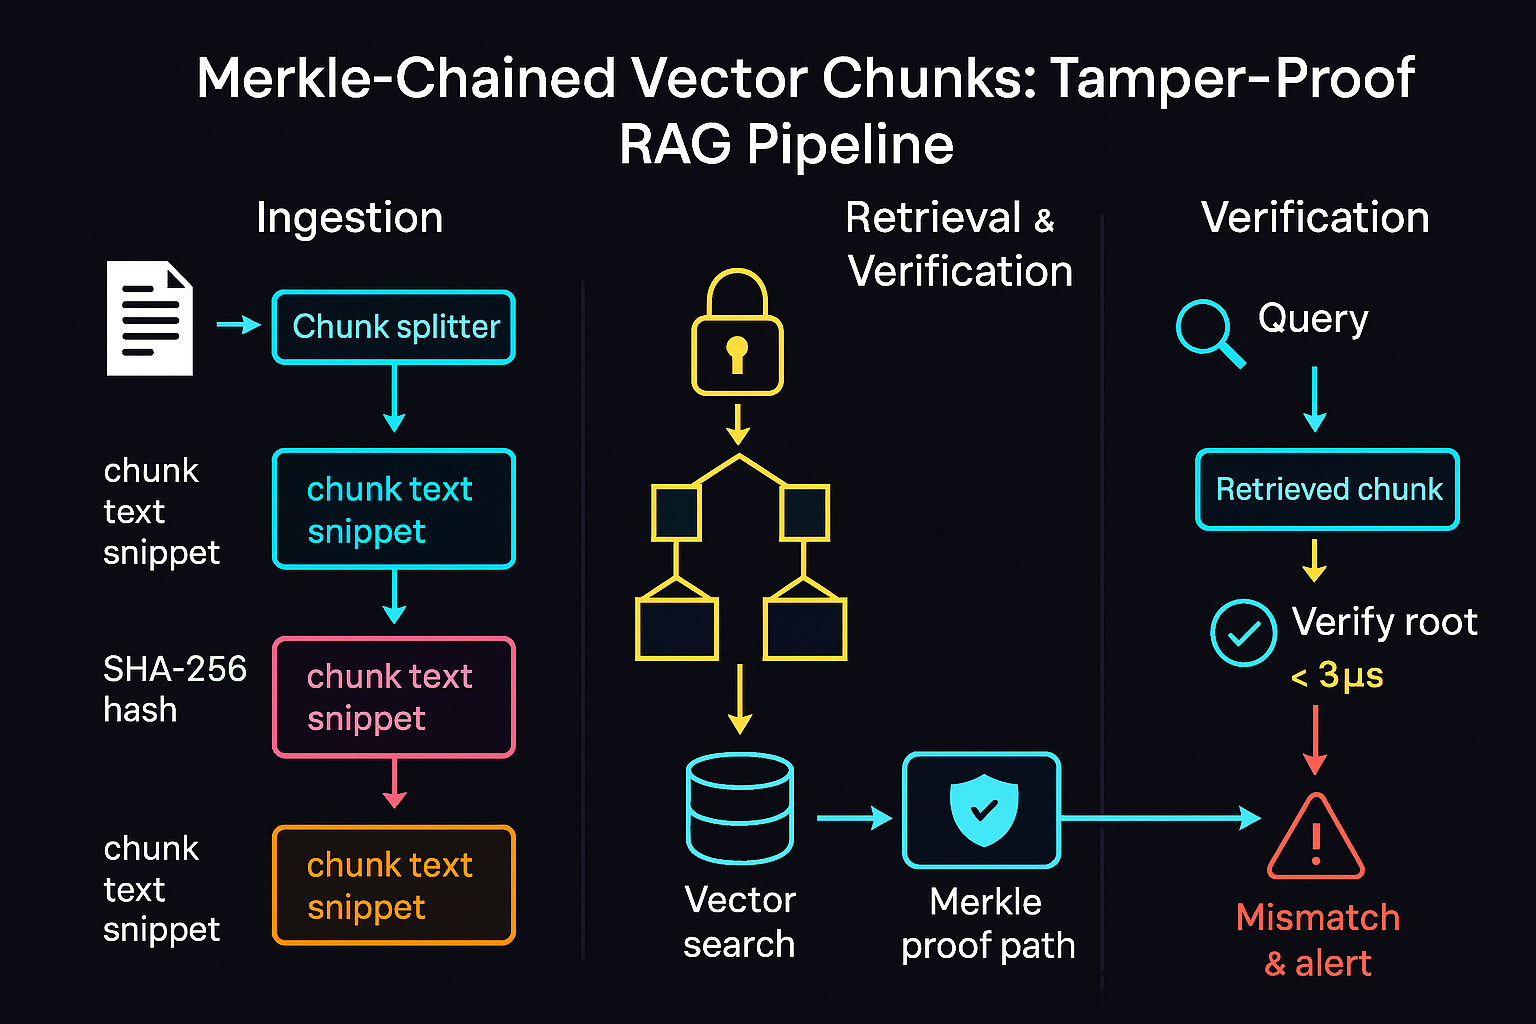 Merkle-Chained Vector Chunks: Tamper-Proof
RAG Pipeline
Ingestion
Chunk splitter
chunk
text
snippet
chunk text
snippet
SHA-256
hash
chunk text
snippet
chunk
text
snippet
chunk text
snippet
Retrieval &
Verification
Vector
search
Merkle
proof path
Verification
Query
Retrieved chunk
Verify root
< 3µs
Mismatch
& alert